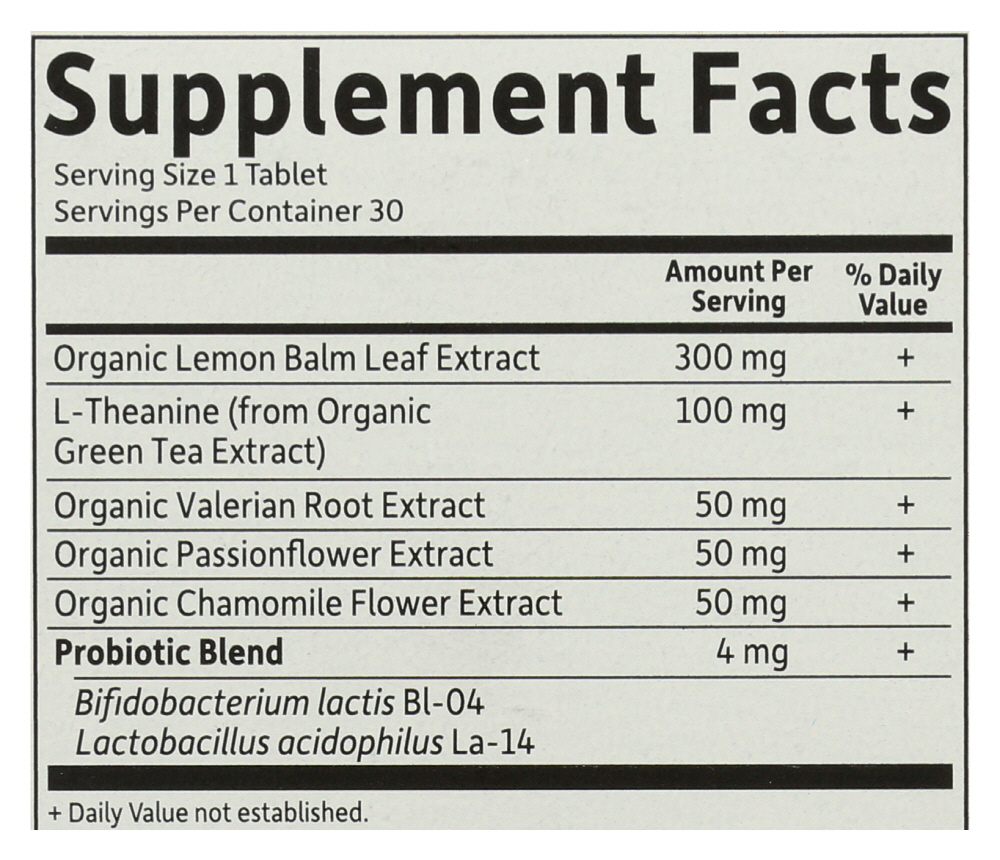 Supplement Facts
Serving Size 1 Tablet
Servings Per Container 30
Amount Per Serving % Daily Value
Organic Lemon Balm Leaf Extract 300 mg +
L-Theanine (from Organic 100 mg +
Green Tea Extract)
Organic Valerian Root Extract 50 mg +
Organic Passionflower Extract 50 mg +
Organic Chamomile Flower Extract 50 mg +
Probiotic Blend 4 mg +
Bifidobacterium lactis Bl-04
Lactobacillus acidophilus La-14
+ Daily Value not established.